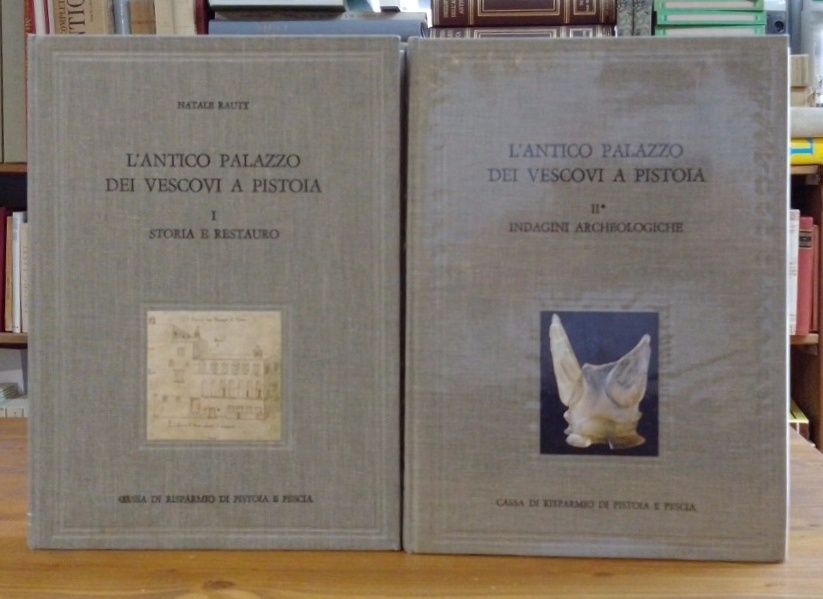 NATALE RAUTY
L'ANTICO PALAZZO
DEI VESCOVI A PISTOIA
I
STORIA E RESTAURO
CASSA DI RISPARMIO DI PISTOIA E PESCIA
L'ANTICO PALAZZO
DEI VESCOVI A PISTOIA
II*
INDAGINI ARCHEOLOGICHE
CASSA DI RISPARMIO DI PISTOIA E PESCIA